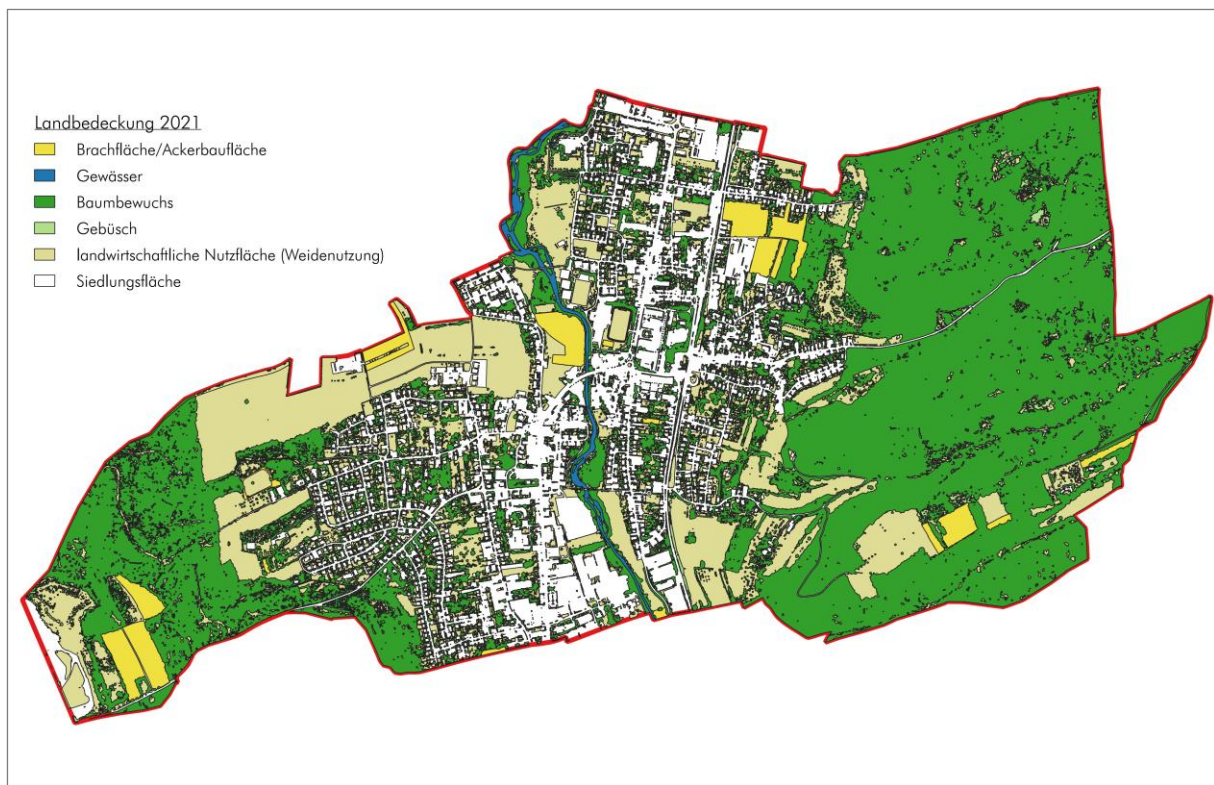 Landbedeckung 2021
Brachfläche/Ackerbaufläche
Gewässer
Baumbewuchs
Gebüsch
landwirtschaftliche Nutzfläche (Weidenutzung)
Siedlungsfläche